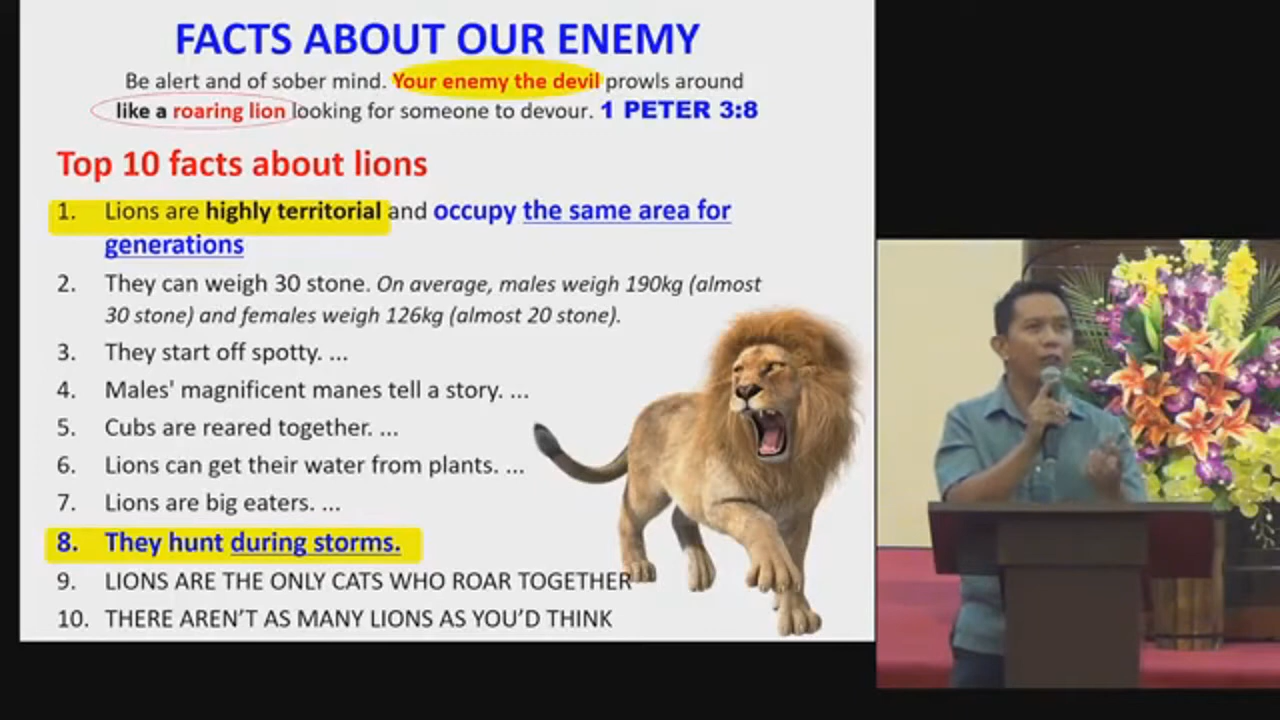 FACTS ABOUT OUR ENEMY
Be alert and of sober mind. Your enemy the devil prowls around
like a roaring lion looking for someone to devour. 1 PETER 3:8
Top 10 facts about lions
1. Lions are highly territorial and occupy the same area for
generations
2. They can weigh 30 stone. On average, males weigh 190kg (almost
30 stone) and females weigh 126kg (almost 20 stone).
3. They start off spotty. ...
4. Males' magnificent manes tell a story. ...
5. Cubs are reared together. ...
6. Lions can get their water from plants. ...
7. Lions are big eaters. ...
8. They hunt during storms.
9. LIONS ARE THE ONLY CATS WHO ROAR TOGETHER
10. THERE AREN’T AS MANY LIONS AS YOU’D THINK